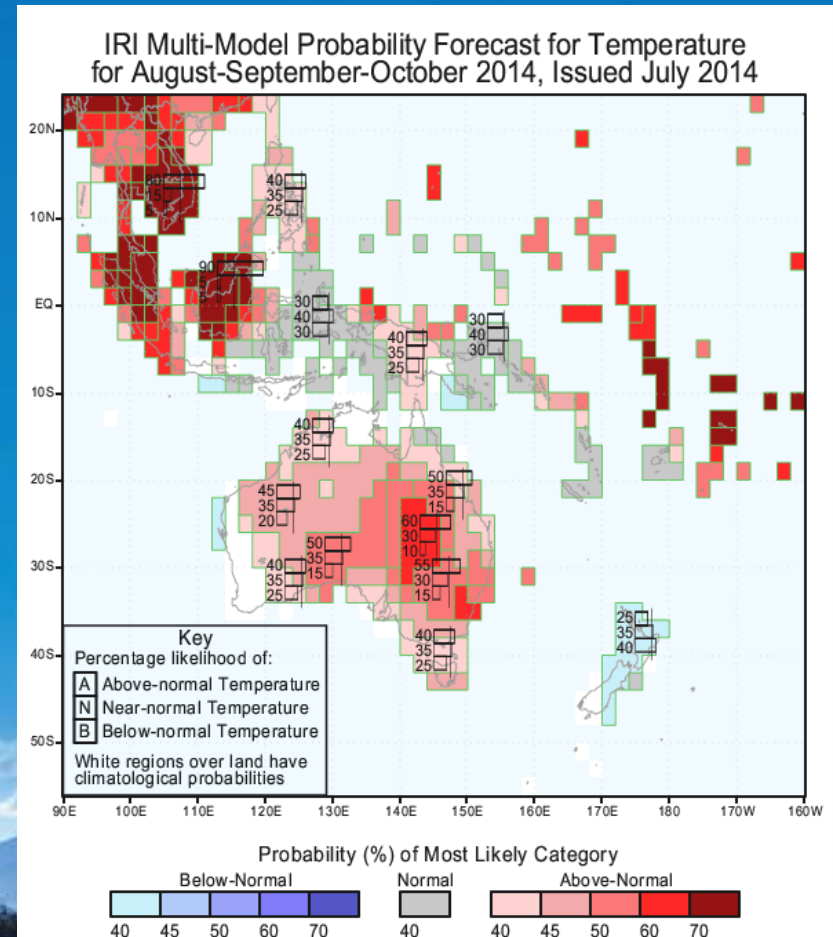 IRI Multi-Model Probability Forecast for Temperature
for August-September-October 2014, Issued July 2014
20N
10N
EQ
10S
20S
30S
40S
50S
15
90
40
35
25
30
40
30
40
35
25
30
40
30
40
35
25
45
35
20
50
35
15
60
30
10
50
35
15
40
35
25
55
30
15
40
35
25
25
35
40
Key
Percentage likelihood of:
A Above-normal Temperature
N Near-normal Temperature
B Below-normal Temperature
White regions over land have
climatological probabilities
90E 100E 110E 120E 130E 140E 150E 160E 170E 180 170W 160W
Probability (%) of Most Likely Category
Below-Normal Normal Above-Normal
40 45 50 60 70 40 40 45 50 60 70